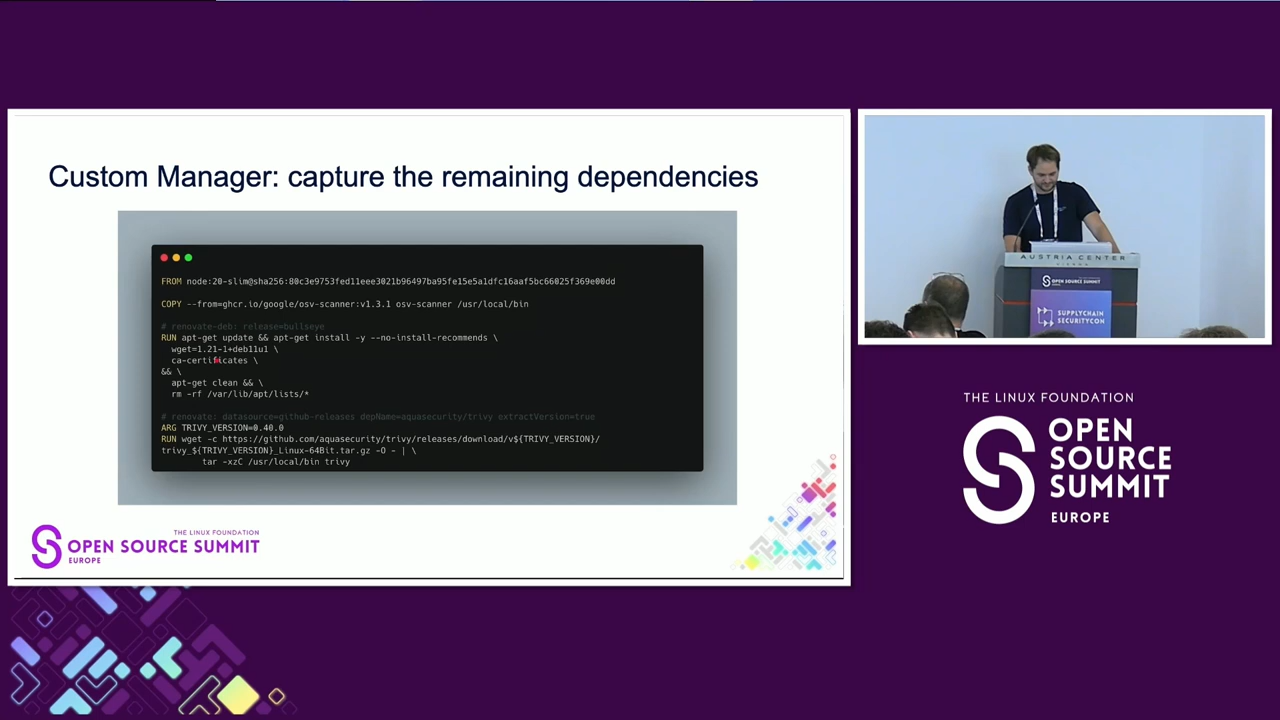 Custom Manager: capture the remaining dependencies
FROM node:20-slim@sha256:80c3e9753fed11eee3021b96497ba95fe15e5a1dfc16aaf5bc66025f369e00dd
COPY --from=ghcr.io/google/osv-scanner:v1.3.1 osv-scanner /usr/local/bin
# renovate-deb: release=bullseye
RUN apt-get update && apt-get install -y --no-install-recommends \
wget=1.21-1+deb11u1 \
ca-certificates \
&& \
apt-get clean && \
rm -rf /var/lib/apt/lists/*
# renovate: datasource=github-releases depName=aquasecurity/trivy extractVersion=true
ARG TRIVY_VERSION=0.40.0
RUN wget -c https://github.com/aquasecurity/trivy/releases/download/v${TRIVY_VERSION}/
trivy_${TRIVY_VERSION}_Linux-64Bit.tar.gz -O - | \
tar -xzC /usr/local/bin trivy
THE LINUX FOUNDATION
OPEN SOURCE SUMMIT
EUROPE
AUSTRIA CENTER
OPEN SOURCE SUMMIT
SUPPLYCHAIN
SECURITYCON
THE LINUX FOUNDATION
OPEN
SOURCE
SUMMIT
EUROPE